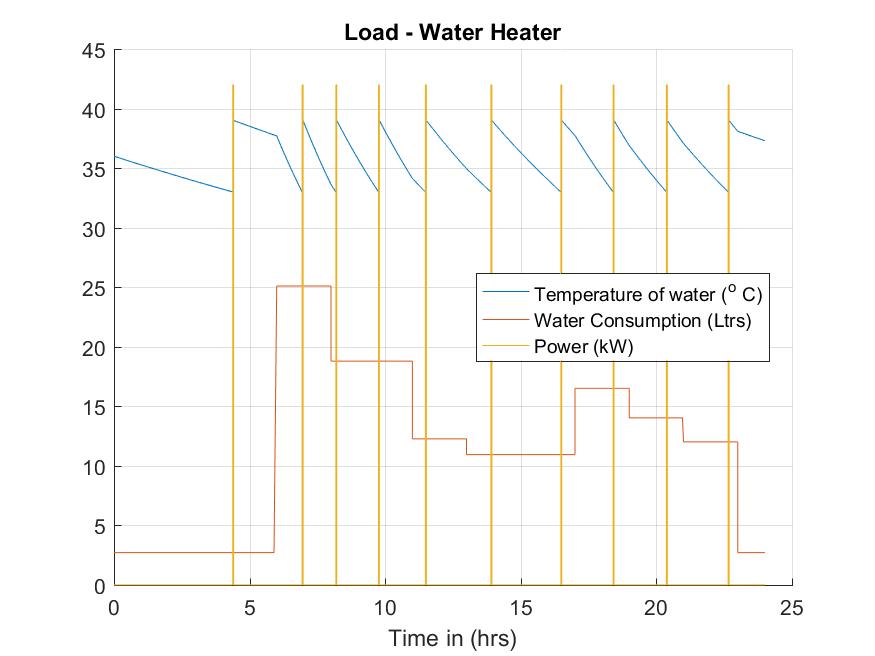 Load - Water Heater
45
40
35
30
25
20
15
10
5
0
Temperature of water (o C)
Water Consumption (Ltrs)
Power (kW)
0 5 10 15 20 25
Time in (hrs)